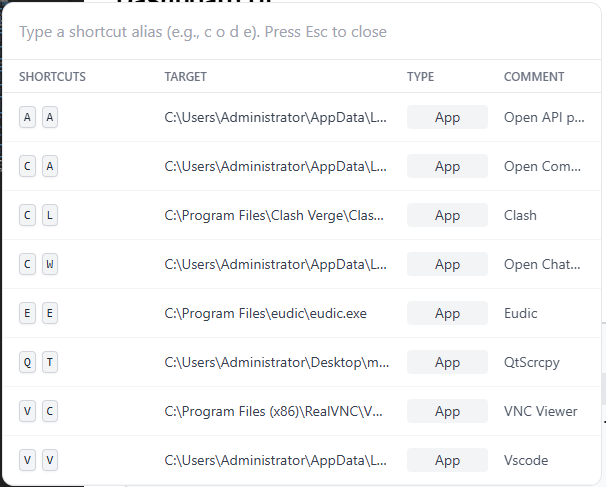 Type a shortcut alias (e.g., c o d e). Press Esc to close
SHORTCUTS TARGET TYPE COMMENT
A A C:\Users\Administrator\AppData\L... App Open API p...
C A C:\Users\Administrator\AppData\L... App Open Com...
C L C:\Program Files\Clash Verge\Clas... App Clash
C W C:\Users\Administrator\AppData\L... App Open Chat...
E E C:\Program Files\eudic\eudic.exe App Eudic
Q T C:\Users\Administrator\Desktop\m... App QtScrcpy
V C C:\Program Files (x86)\RealVNC\V... App VNC Viewer
V V C:\Users\Administrator\AppData\L... App Vscode